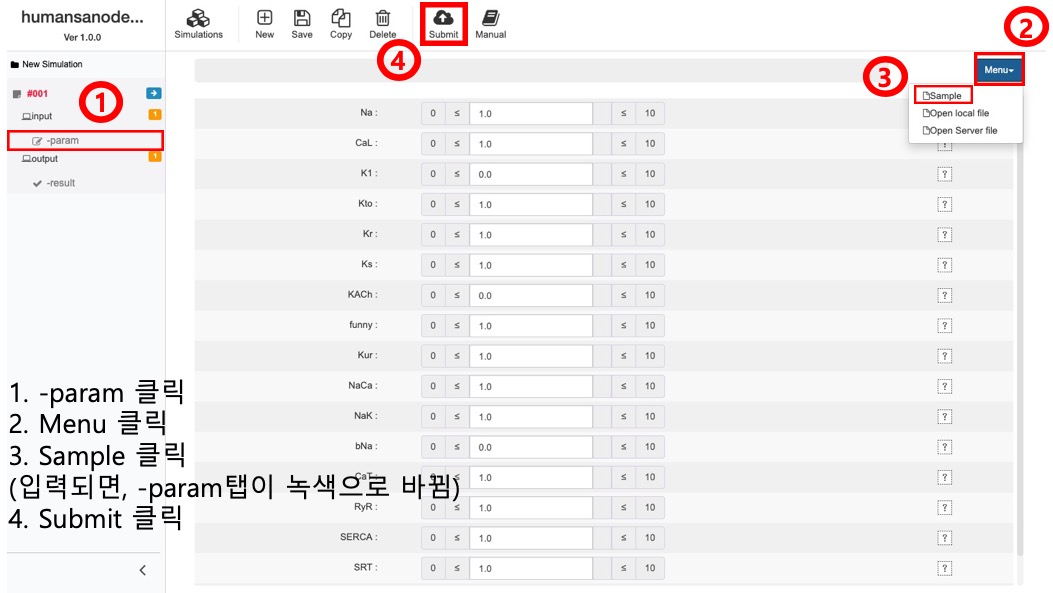 humansanode...
Ver 1.0.0
Simulations
New
Save
Copy
Delete
Submit
Manual
4
2
3
1
New Simulation
#001
input
1
-param
output
1
-result
Menu
Sample
Open local file
Open Server file
Na : 0 ≤ 1.0 ≤ 10
CaL : 0 ≤ 1.0 ≤ 10 ?
K1 : 0 ≤ 0.0 ≤ 10 ?
Kto : 0 ≤ 1.0 ≤ 10 ?
Kr : 0 ≤ 1.0 ≤ 10 ?
Ks : 0 ≤ 1.0 ≤ 10 ?
KACh : 0 ≤ 0.0 ≤ 10 ?
funny : 0 ≤ 1.0 ≤ 10 ?
Kur : 0 ≤ 1.0 ≤ 10 ?
NaCa : 0 ≤ 1.0 ≤ 10 ?
NaK : 0 ≤ 1.0 ≤ 10 ?
bNa : 0 ≤ 0.0 ≤ 10 ?
CaT : 0 ≤ 1.0 ≤ 10 ?
RyR : 0 ≤ 1.0 ≤ 10 ?
SERCA : 0 ≤ 1.0 ≤ 10 ?
SRT : 0 ≤ 1.0 ≤ 10 ?
1. -param 클릭
2. Menu 클릭
3. Sample 클릭
(입력되면, -param탭이 녹색으로 바뀜)
4. Submit 클릭